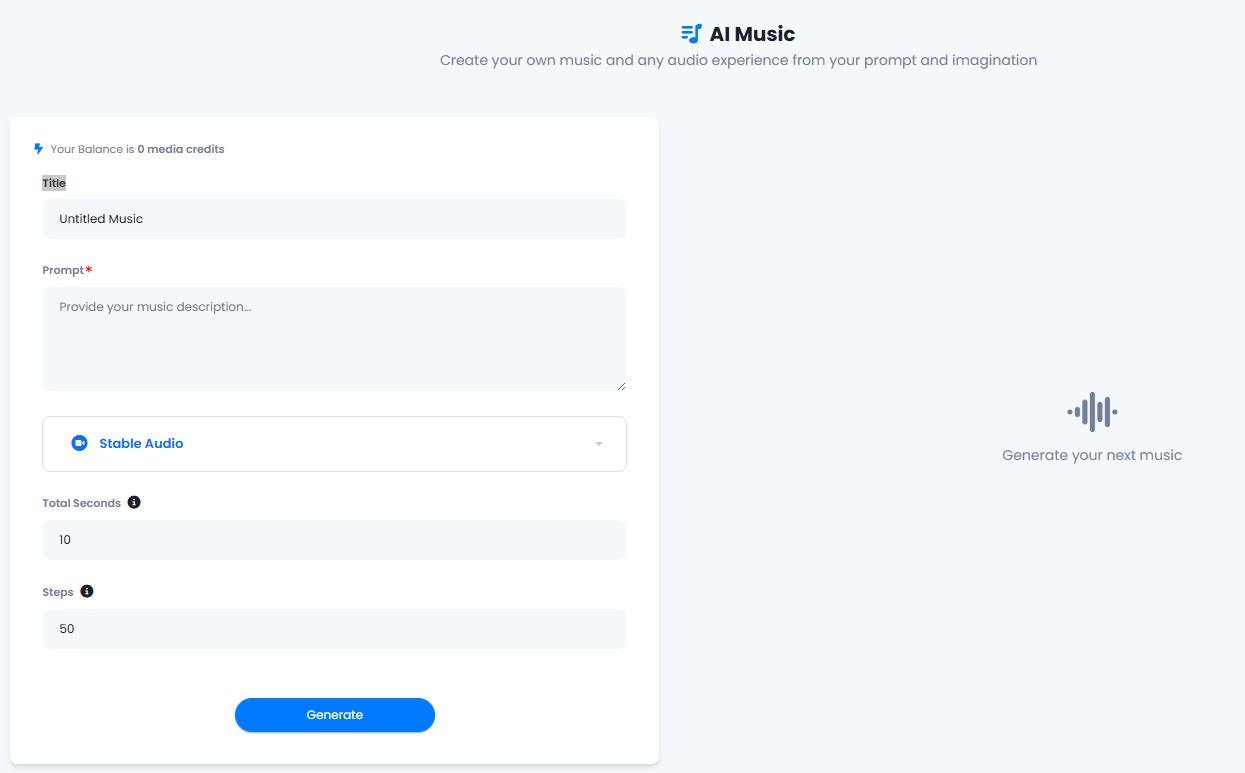 AI Music
Create your own music and any audio experience from your prompt and imagination
Your Balance is 0 media credits
Title
Untitled Music
Prompt*
Provide your music description...
Stable Audio
Total Seconds
10
Steps
50
Generate
Generate your next music